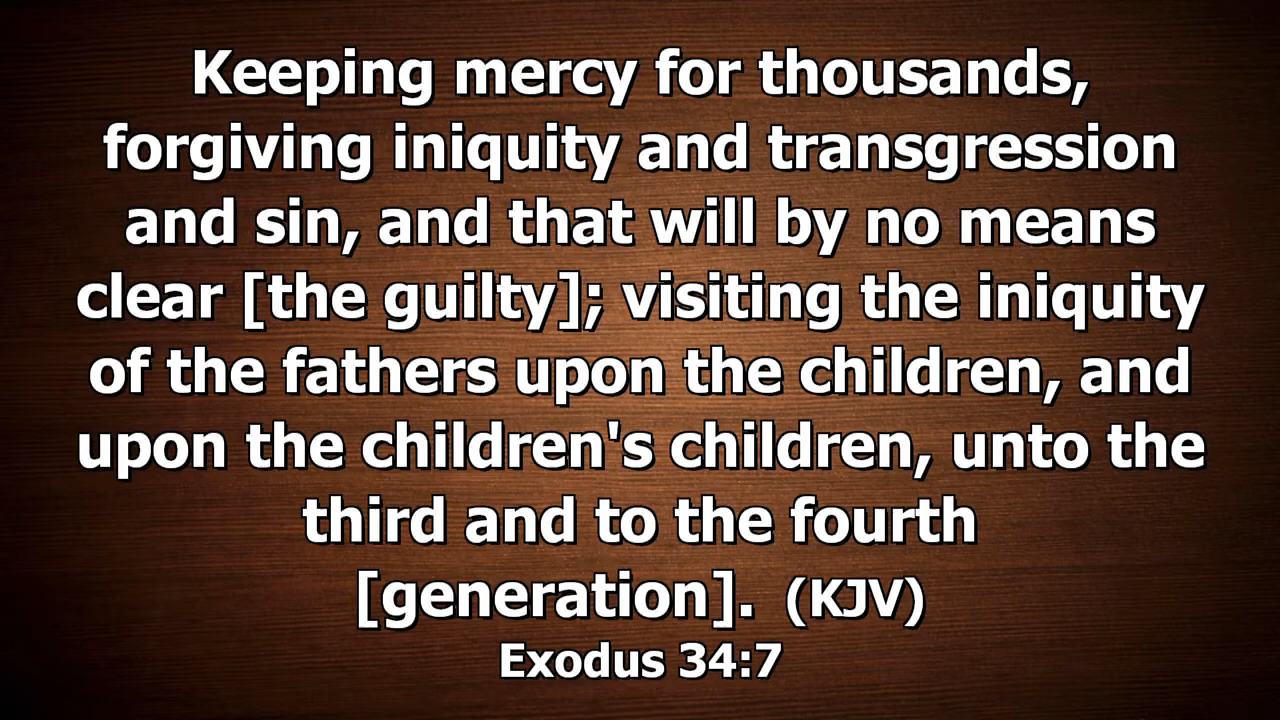 Keeping mercy for thousands,
forgiving iniquity and transgression
and sin, and that will by no means
clear [the guilty]; visiting the iniquity
of the fathers upon the children, and
upon the children's children, unto the
third and to the fourth
[generation].  (KJV)
Exodus 34:7